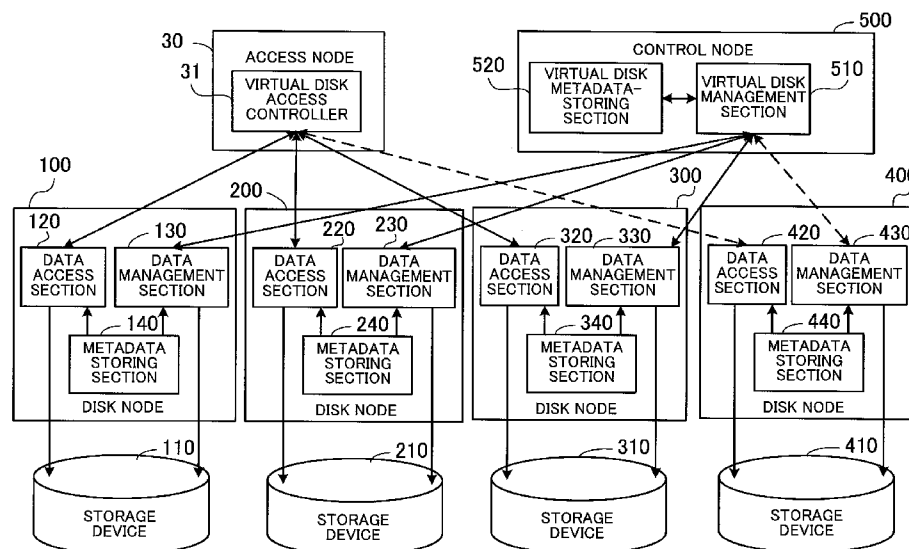 30
ACCESS NODE
31
VIRTUAL DISK
ACCESS
CONTROLLER
500
CONTROL NODE
520
VIRTUAL DISK
METADATA-
STORING
SECTION
VIRTUAL DISK
MANAGEMENT
SECTION
510
100
120
130
DATA
ACCESS
SECTION
DATA
MANAGEMENT
SECTION
140
METADATA
STORING
SECTION
DISK NODE
110
STORAGE
DEVICE
200
220
230
DATA
ACCESS
SECTION
DATA
MANAGEMENT
SECTION
240
METADATA
STORING
SECTION
DISK NODE
210
STORAGE
DEVICE
300
320
330
DATA
ACCESS
SECTION
DATA
MANAGEMENT
SECTION
340
METADATA
STORING
SECTION
DISK NODE
310
STORAGE
DEVICE
400
420
430
DATA
ACCESS
SECTION
DATA
MANAGEMENT
SECTION
440
METADATA
STORING
SECTION
DISK NODE
410
STORAGE
DEVICE